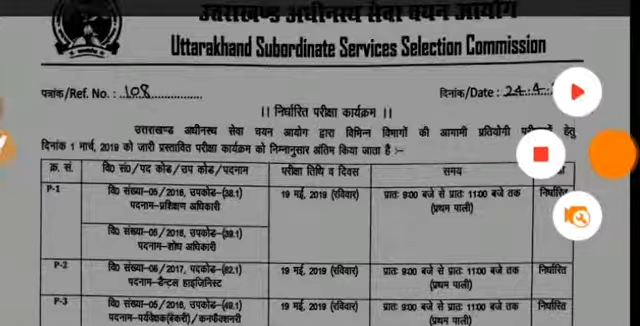 उत्तराखण्ड अधीनस्थ सेवा चयन आयोग
Uttarakhand Subordinate Services Selection Commission
पत्रांक/Ref. No. : 108
दिनांक/Date : 24.4.
|| निर्धारित परीक्षा कार्यक्रम ||
उत्तराखण्ड अधीनस्थ सेवा चयन आयोग द्वारा विभिन्न विभागों की आगामी प्रतियोगी हेतु
दिनांक 1 मार्च, 2019 को जारी प्रस्तावित परीक्षा कार्यक्रम को निम्नानुसार अंतिम किया जाता है :-
क्र. सं. वि० सं०/पद कोड/उप कोड/पदनाम परीक्षा तिथि व दिवस समय
P-1 वि० संख्या-05/2016, उपकोड-(38.1) 19 मई, 2019 (रविवार) प्रातः 9:00 बजे से प्रातः 11:00 बजे तक निर्धारित
पदनाम-प्रशिक्षण अधिकारी (प्रथम पाली)
वि० संख्या-05/2016, उपकोड-(39.1)
पदनाम-शोध अधिकारी
P-2 वि० संख्या-06/2017, पदकोड-(62.1) 19 मई, 2019 (रविवार) प्रातः 9:00 बजे से प्रातः 11:00 बजे तक निर्धारित
पदनाम-डैन्टल हाइजिनिस्ट (प्रथम पाली)
P-3 वि० संख्या-08/2016, उपकोड-(49.1) 19 मई, 2019 (रविवार) प्रातः 9:00 बजे से प्रातः 11:00 बजे तक निर्धारित
पदनाम-पर्यवेक्षक(बेकरी)/कनफैक्शनरी (प्रथम पाली)